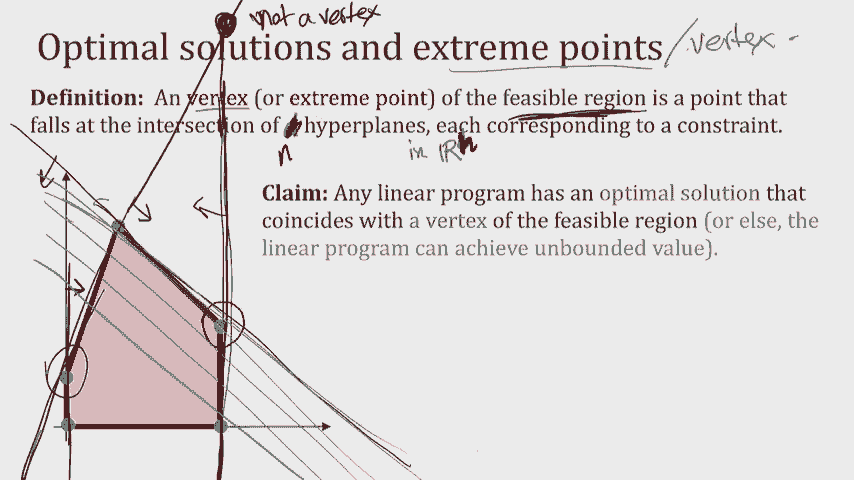 not a vertex
Optimal solutions and extreme points / vertex
Definition: An vertex (or extreme point) of the feasible region is a point that
falls at the intersection of hyperplanes, each corresponding to a constraint.
n in ℝn
Claim: Any linear program has an optimal solution that
coincides with a vertex of the feasible region (or else, the
linear program can achieve unbounded value).